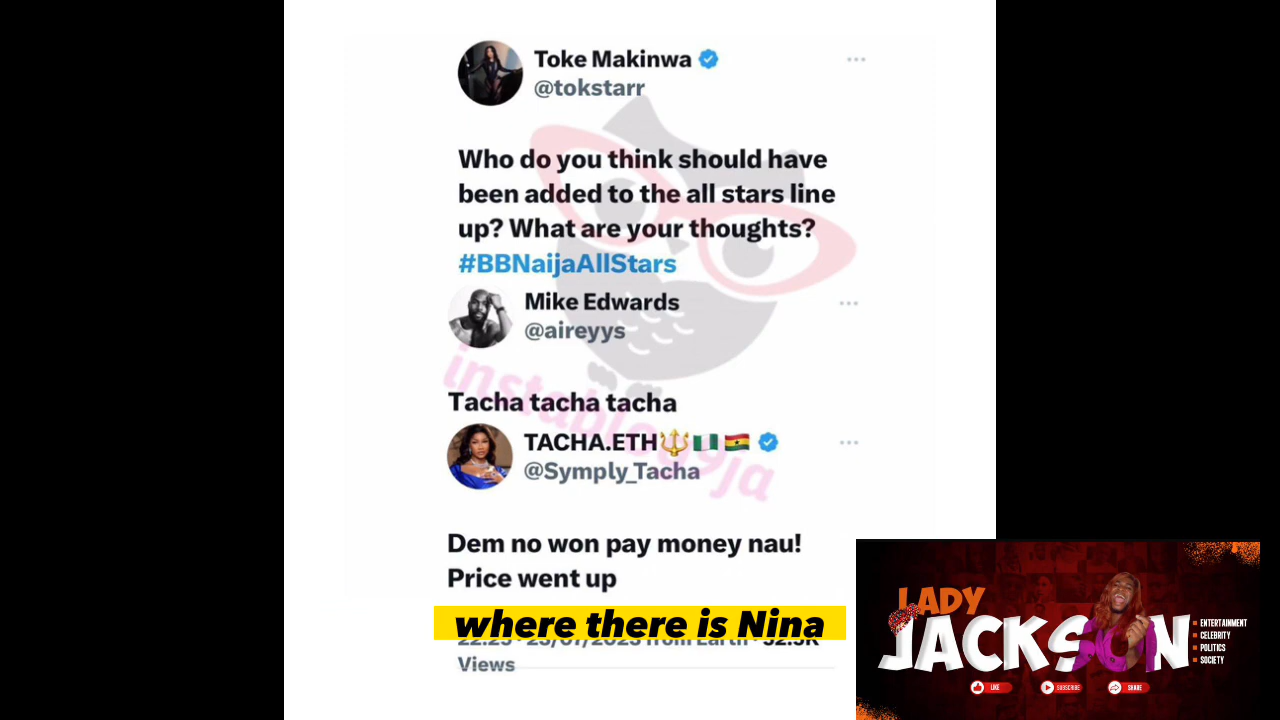 Toke Makinwa
@tokstarr
Who do you think should have
been added to the all stars line
up? What are your thoughts?
#BBNaijaAllStars
Mike Edwards
@aireyys
Tacha tacha tacha
TACHA.ETH🔱🇳🇬🇬🇭
@Symply_Tacha
Dem no won pay money nau!
Price went up
where there is Nina
Views
instablog9ja
LADY
JACKSON
ENTERTAINMENT
CELEBRITY
POLITICS
SOCIETY
LIKE
SUBSCRIBE
SHARE